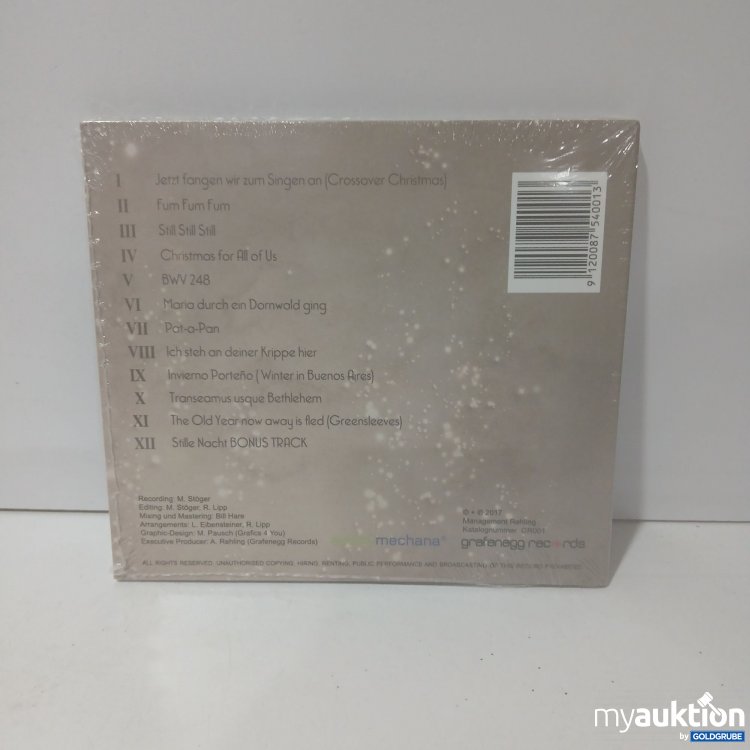 I Jetzt fangen wir zum Singen an (Crossover Christmas)
II Fum Fum Fum
III Still Still Still
IV Christmas for All of Us
V BWV 248
VI Maria durch ein Dornwald ging
VII Pat-a-Pan
VIII Ich steh an deiner Krippe hier
IX Invierno Porteño ( Winter in Buenos Aires)
X Transeamus usque Bethlehem
XI The Old Year now away is fled (Greensleeves)
XII Stille Nacht BONUS TRACK
9 120087 540013
Recording: M. Stöger
Editing: M. Stöger, R. Lipp
Mixing und Mastering: Bill Hare
Arrangements: L. Eibensteiner, R. Lipp
Graphic-Design: M. Pausch (Grafics 4 You)
Executive Producer: A. Rahling (Grafenegg Records)
mechana
℗ + © 2017
Management Rahling
Katalognummer: GR001
grafenegg records
ALL RIGHTS RESERVED. UNAUTHORISED COPYING, HIRING, RENTING, PUBLIC PERFORMANCE AND BROADCASTING OF THIS RECORD
myauktion
by GOLDGRUBE